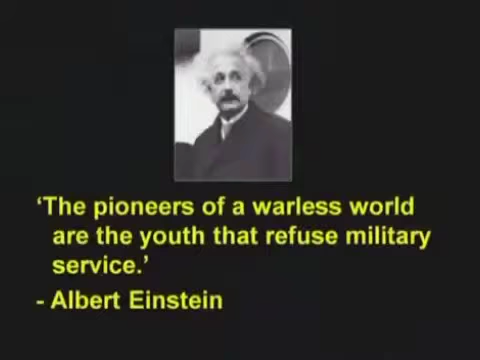 ‘The pioneers of a warless world
are the youth that refuse military
service.’
- Albert Einstein